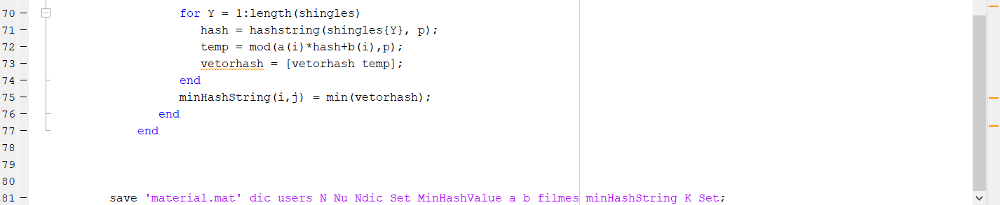 70 – for Y = 1:length(shingles)
71 – hash = hashstring(shingles{Y}, p);
72 – temp = mod(a(i)*hash+b(i),p);
73 – vetorhash = [vetorhash temp];
74 – end
75 – minHashString(i,j) = min(vetorhash);
76 – end
77 – end
78
79
80
81 – save 'material.mat' dic users N Nu Ndic Set MinHashValue a b filmes minHashString K Set;